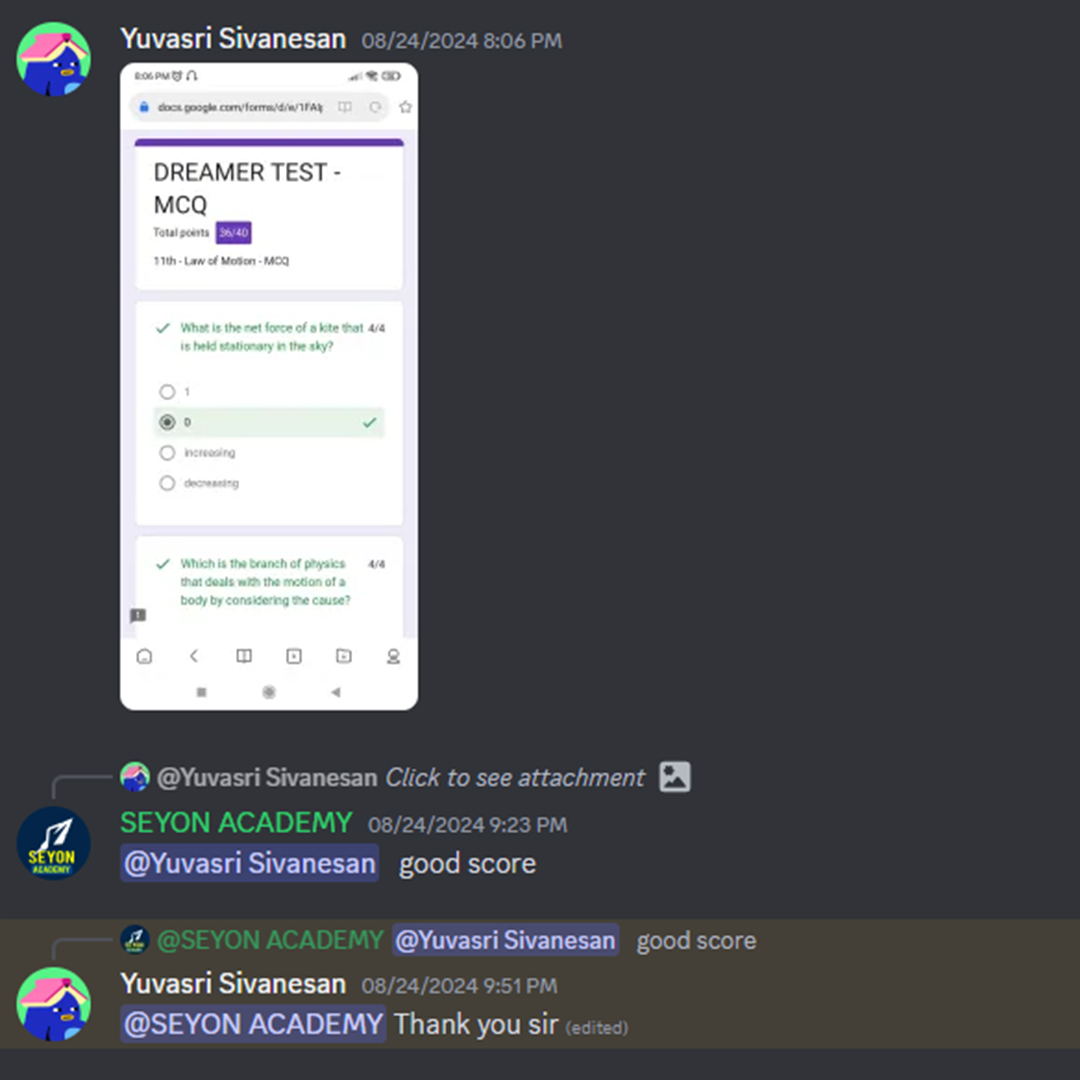 Yuvasri Sivanesan 08/24/2024 8:06 PM
8:06 PM
docs.google.com/forms/d/e/1FAIp
DREAMER TEST -
MCQ
Total points 36/40
11th - Law of Motion - MCQ
What is the net force of a kite that 4/4
is held stationary in the sky?
1
0
increasing
decreasing
Which is the branch of physics 4/4
that deals with the motion of a
body by considering the cause?
@Yuvasri Sivanesan Click to see attachment
SEYON ACADEMY 08/24/2024 9:23 PM
SEYON
ACADEMY
@Yuvasri Sivanesan good score
@SEYON ACADEMY @Yuvasri Sivanesan good score
Yuvasri Sivanesan 08/24/2024 9:51 PM
@SEYON ACADEMY Thank you sir (edited)